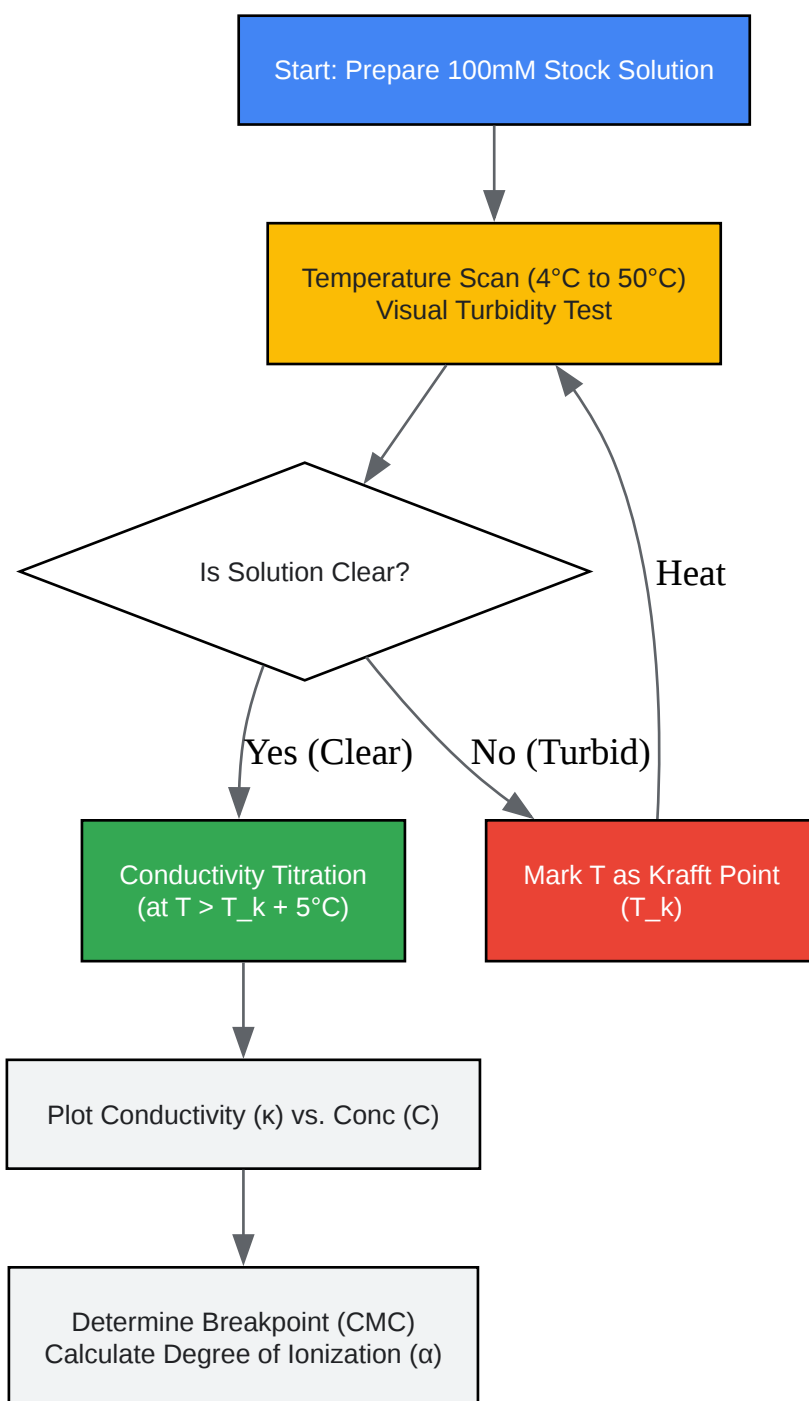 Start: Prepare 100mM Stock Solution
Temperature Scan (4°C to 50°C)
Visual Turbidity Test
Is Solution Clear?
Heat
Yes (Clear)
No (Turbid)
Conductivity Titration
(at T > T_k + 5°C)
Mark T as Krafft Point
(T_k)
Plot Conductivity (κ) vs. Conc (C)
Determine Breakpoint (CMC)
Calculate Degree of Ionization (α)